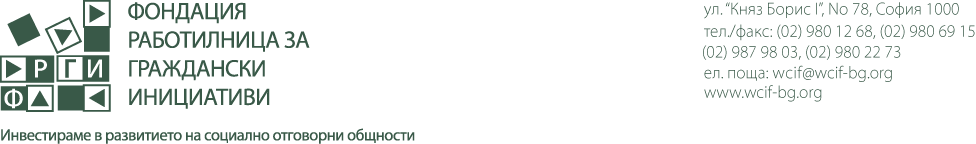 ФОНДАЦИЯ
РАБОТИЛНИЦА ЗА
ГРАЖДАНСКИ
ИНИЦИАТИВИ
РГИ
Ф
Инвестираме в развитието на социално отговорни общности
ул. “Княз Борис I”, No 78, София 1000
тел./факс: (02) 980 12 68, (02) 980 69 15
(02) 987 98 03, (02) 980 22 73
ел. поща: wcif@wcif-bg.org
www.wcif-bg.org